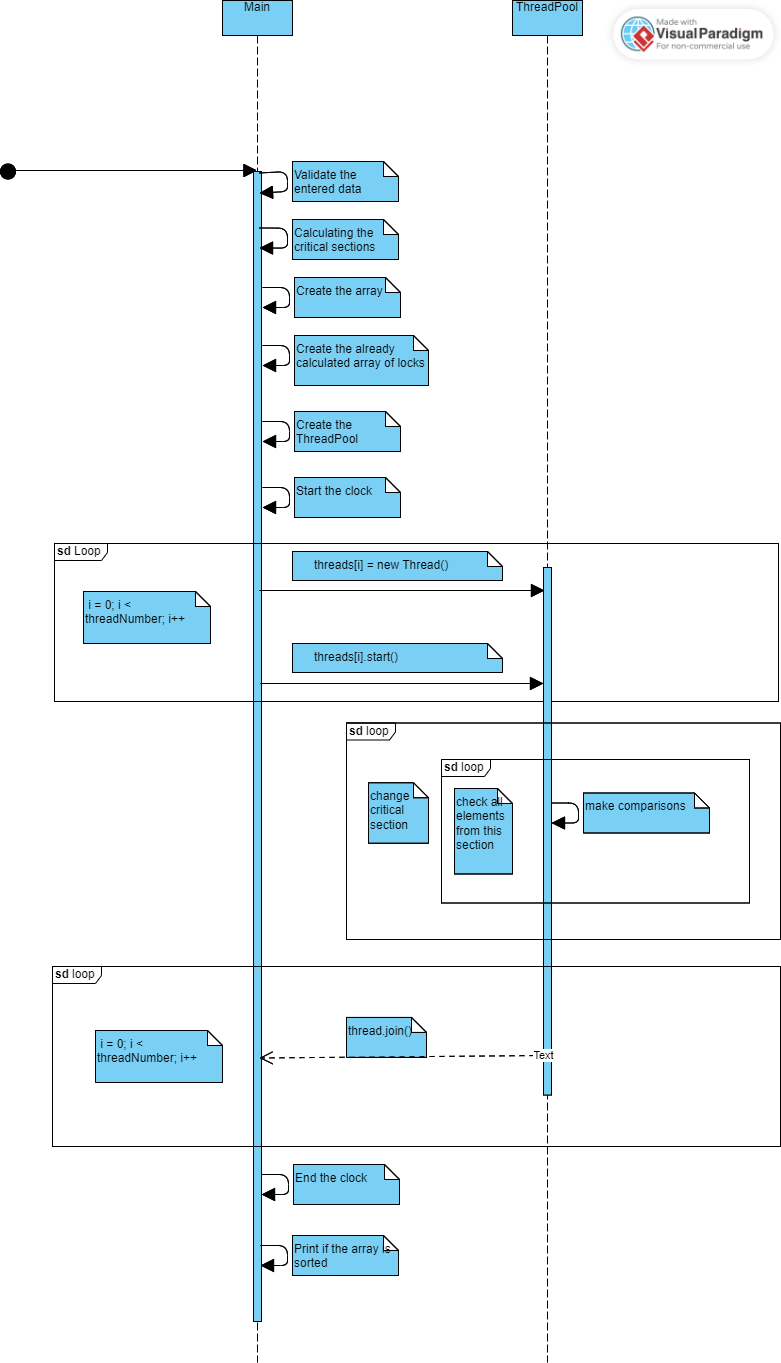 Main
ThreadPool
Made with
VisualParadigm
For non-commercial use
Validate the
entered data
Calculating the
critical sections
Create the array
Create the already
calculated array of locks
Create the
ThreadPool
Start the clock
sd Loop
threads[i] = new Thread()
i = 0; i <
threadNumber; i++
threads[i].start()
sd loop
sd loop
change
critical
section
check all
elements
from this
section
make comparisons
sd loop
thread.join()
i = 0; i <
threadNumber; i++
Text
End the clock
Print if the array is
sorted